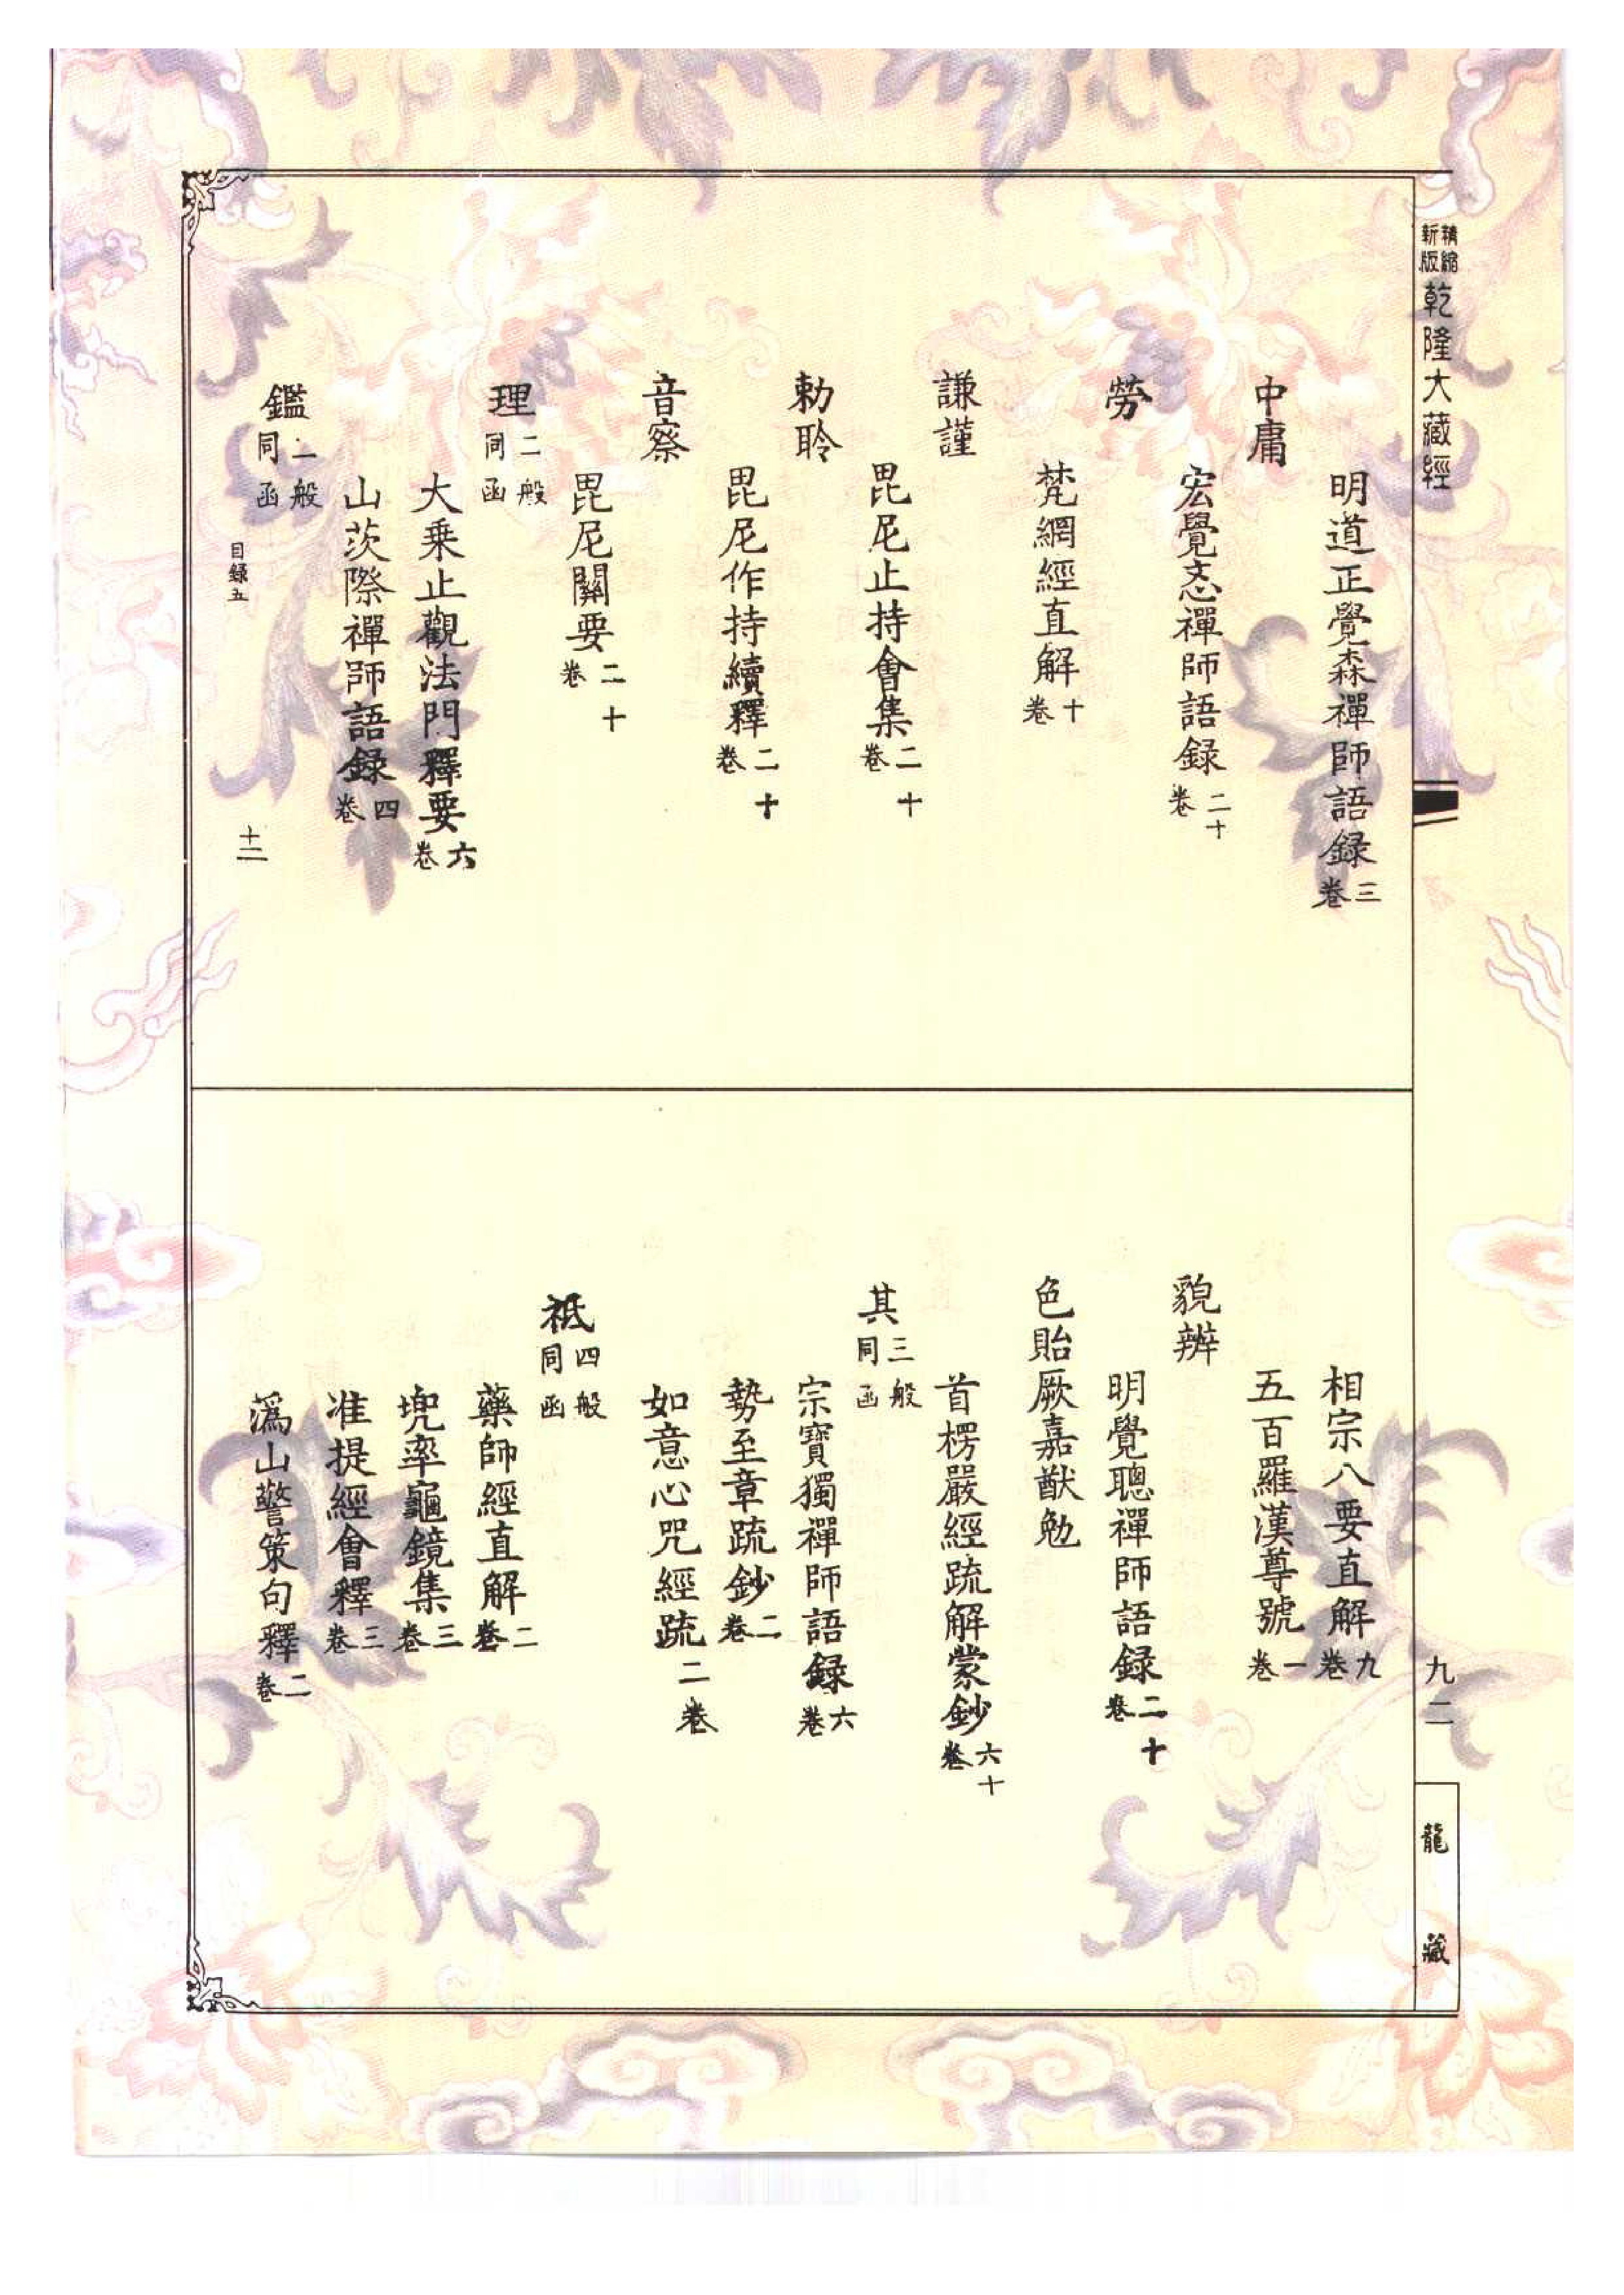 精縮新版 乾隆大藏經
九二
龍藏
明道正覺森禪師語録三卷
中庸
宏覺忞禪師語録二十卷
勞
梵網經直解十卷
謙謹
毘尼止持會集二十卷
勅聆
毘尼作持續釋二十卷
音察
毘尼關要二十卷
理二般同函
大乘止觀法門釋要六卷
山茨際禪師語録四卷
鑑一般同函
目録五
十二
相宗八要直解九卷
五百羅漢尊號一卷
貌辨
明覺聰禪師語録二十卷
色貽厥嘉猷勉
首楞嚴經䟽解蒙鈔六十卷
其三般同函
宗寶獨禪師語録六卷
勢至章䟽鈔二卷
如意心咒經䟽二卷
祇四般同函
藥師經直解二卷
兜率龜鏡集三卷
准提經會釋三卷
溈山警策句釋二卷